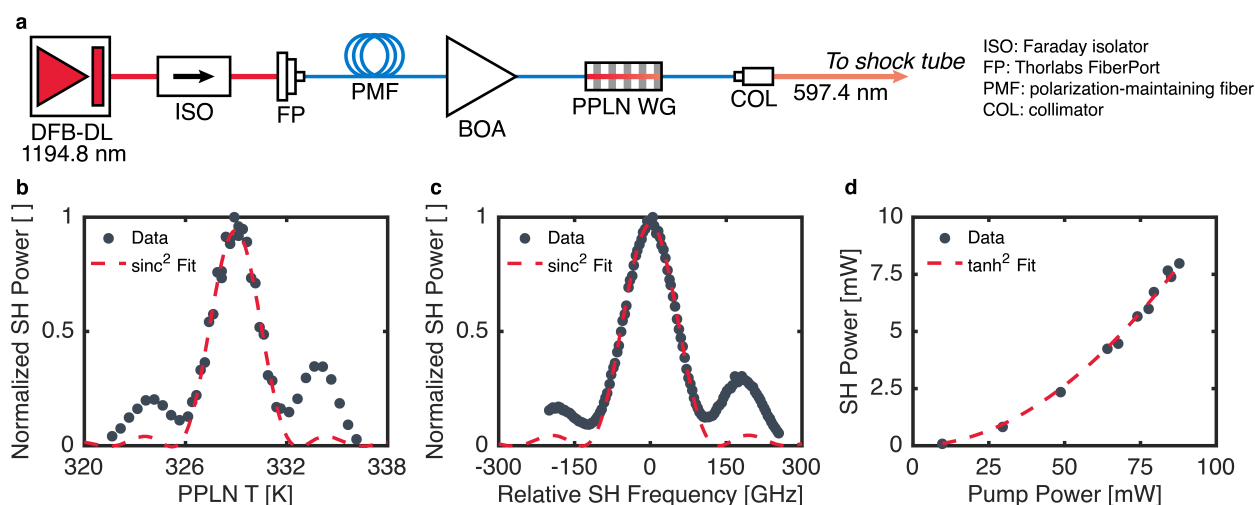 a
DFB-DL
1194.8 nm
ISO
FP
PMF
BOA
PPLN WG
COL
To shock tube
597.4 nm
ISO: Faraday isolator
FP: Thorlabs FiberPort
PMF: polarization-maintaining fiber
COL: collimator
b
Normalized SH Power [ ]
1
0.5
0
Data
sinc² Fit
320
326
332
338
PPLN T [K]
c
Normalized SH Power [ ]
1
0.5
0
Data
sinc² Fit
-300
-150
0
150
300
Relative SH Frequency [GHz]
d
SH Power [mW]
10
7.5
5
2.5
0
Data
tanh² Fit
0
25
50
75
100
Pump Power [mW]